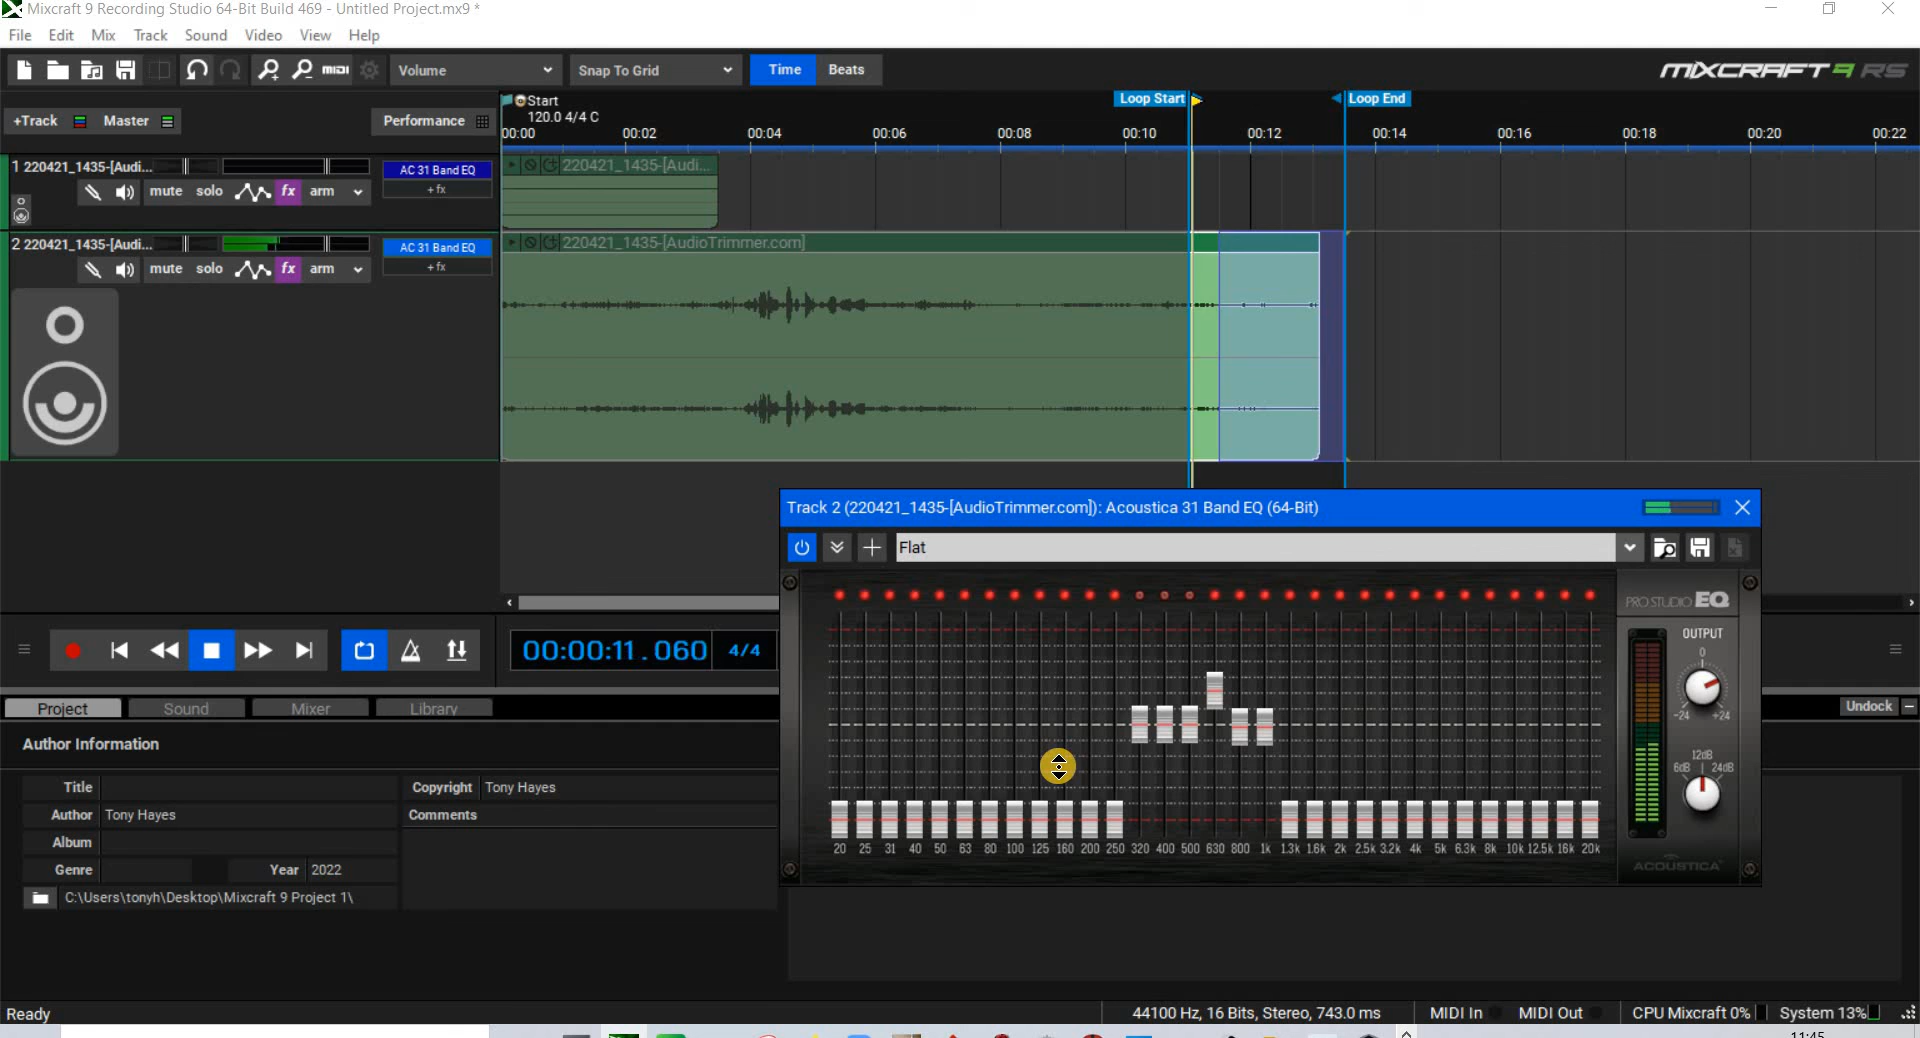 Mixcraft 9 Recording Studio 64-Bit Build 469 - Untitled Project.mx9 *
File Edit Mix Track Sound Video View Help
MIDI Volume Snap To Grid Time Beats MIXCRAFT 9 RS
+Track Master Performance
Start Loop Start Loop End
120.0 4/4 C
00:00 00:02 00:04 00:06 00:08 00:10 00:12 00:14 00:16 00:18 00:20 00:22
1 220421_1435-[Audi... AC 31 Band EQ 220421_1435-[Audi...
mute solo fx arm + fx
2 220421_1435-[Audi... AC 31 Band EQ 220421_1435-[AudioTrimmer.com]
mute solo fx arm + fx
Track 2 (220421_1435-[AudioTrimmer.com]): Acoustica 31 Band EQ (64-Bit)
Flat
PRO STUDIO EQ
OUTPUT
0
-24 +24
12dB
6dB 24dB
20 25 31 40 50 63 80 100 125 160 200 250 320 400 500 630 800 1k 1.3k 1.6k 2k 2.5k 3.2k 4k 5k 6.3k 8k 10k 12.5k 16k 20k
ACOUSTICA
00:00:11.060 4/4
Project Sound Mixer Library Undock
Author Information
Title Copyright Tony Hayes
Author Tony Hayes Comments
Album
Genre Year 2022
C:\Users\tonyh\Desktop\Mixcraft 9 Project 1\
Ready 44100 Hz, 16 Bits, Stereo, 743.0 ms MIDI In MIDI Out CPU Mixcraft 0% System 13%
11:45